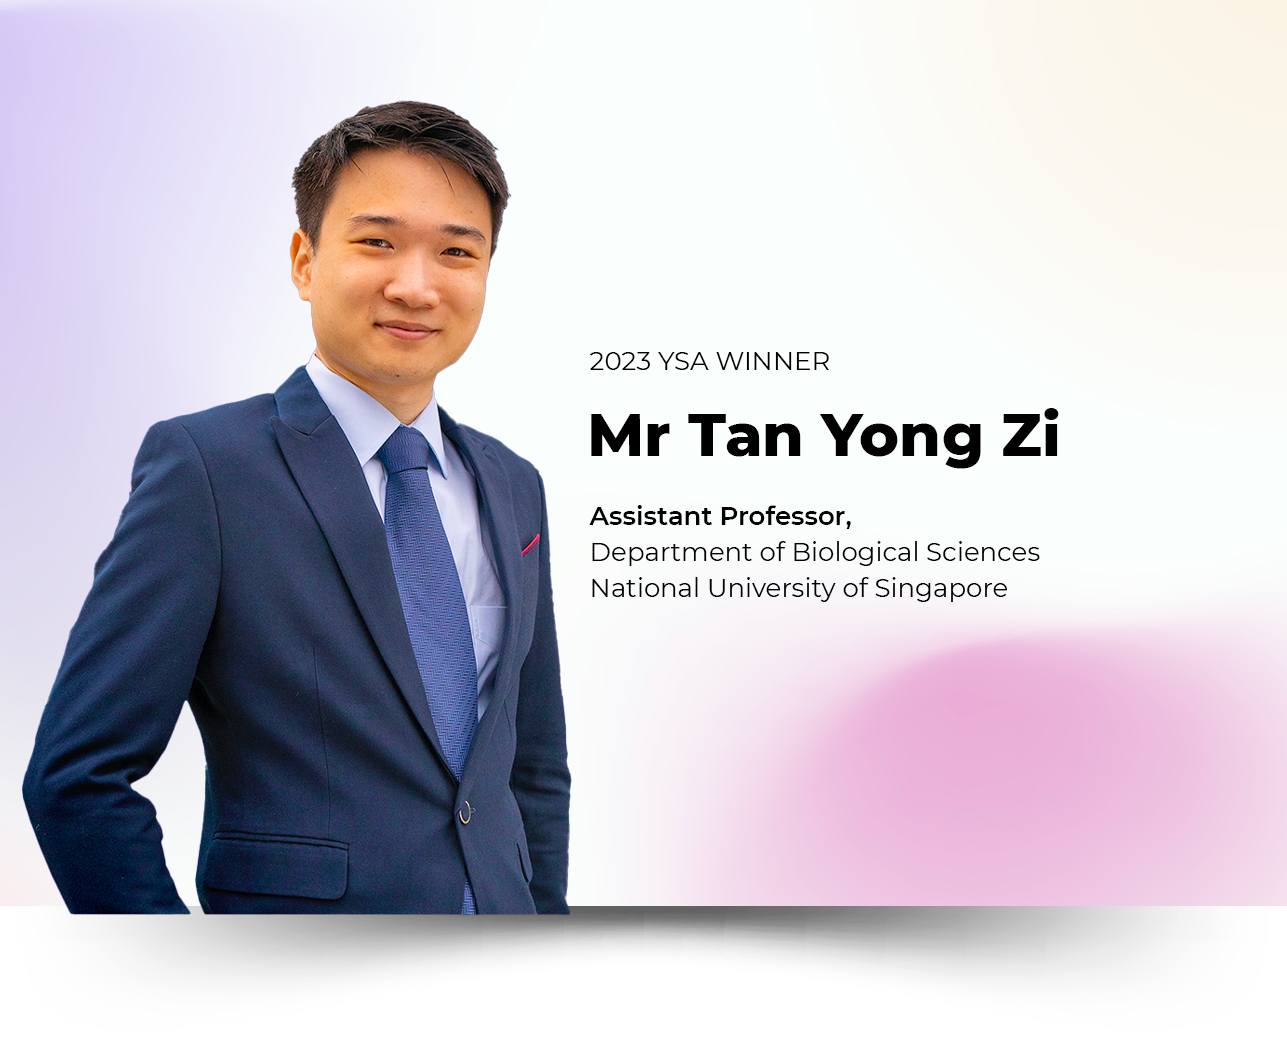 2023 YSA WINNER
Mr Tan Yong Zi
Assistant Professor,
Department of Biological Sciences
National University of Singapore